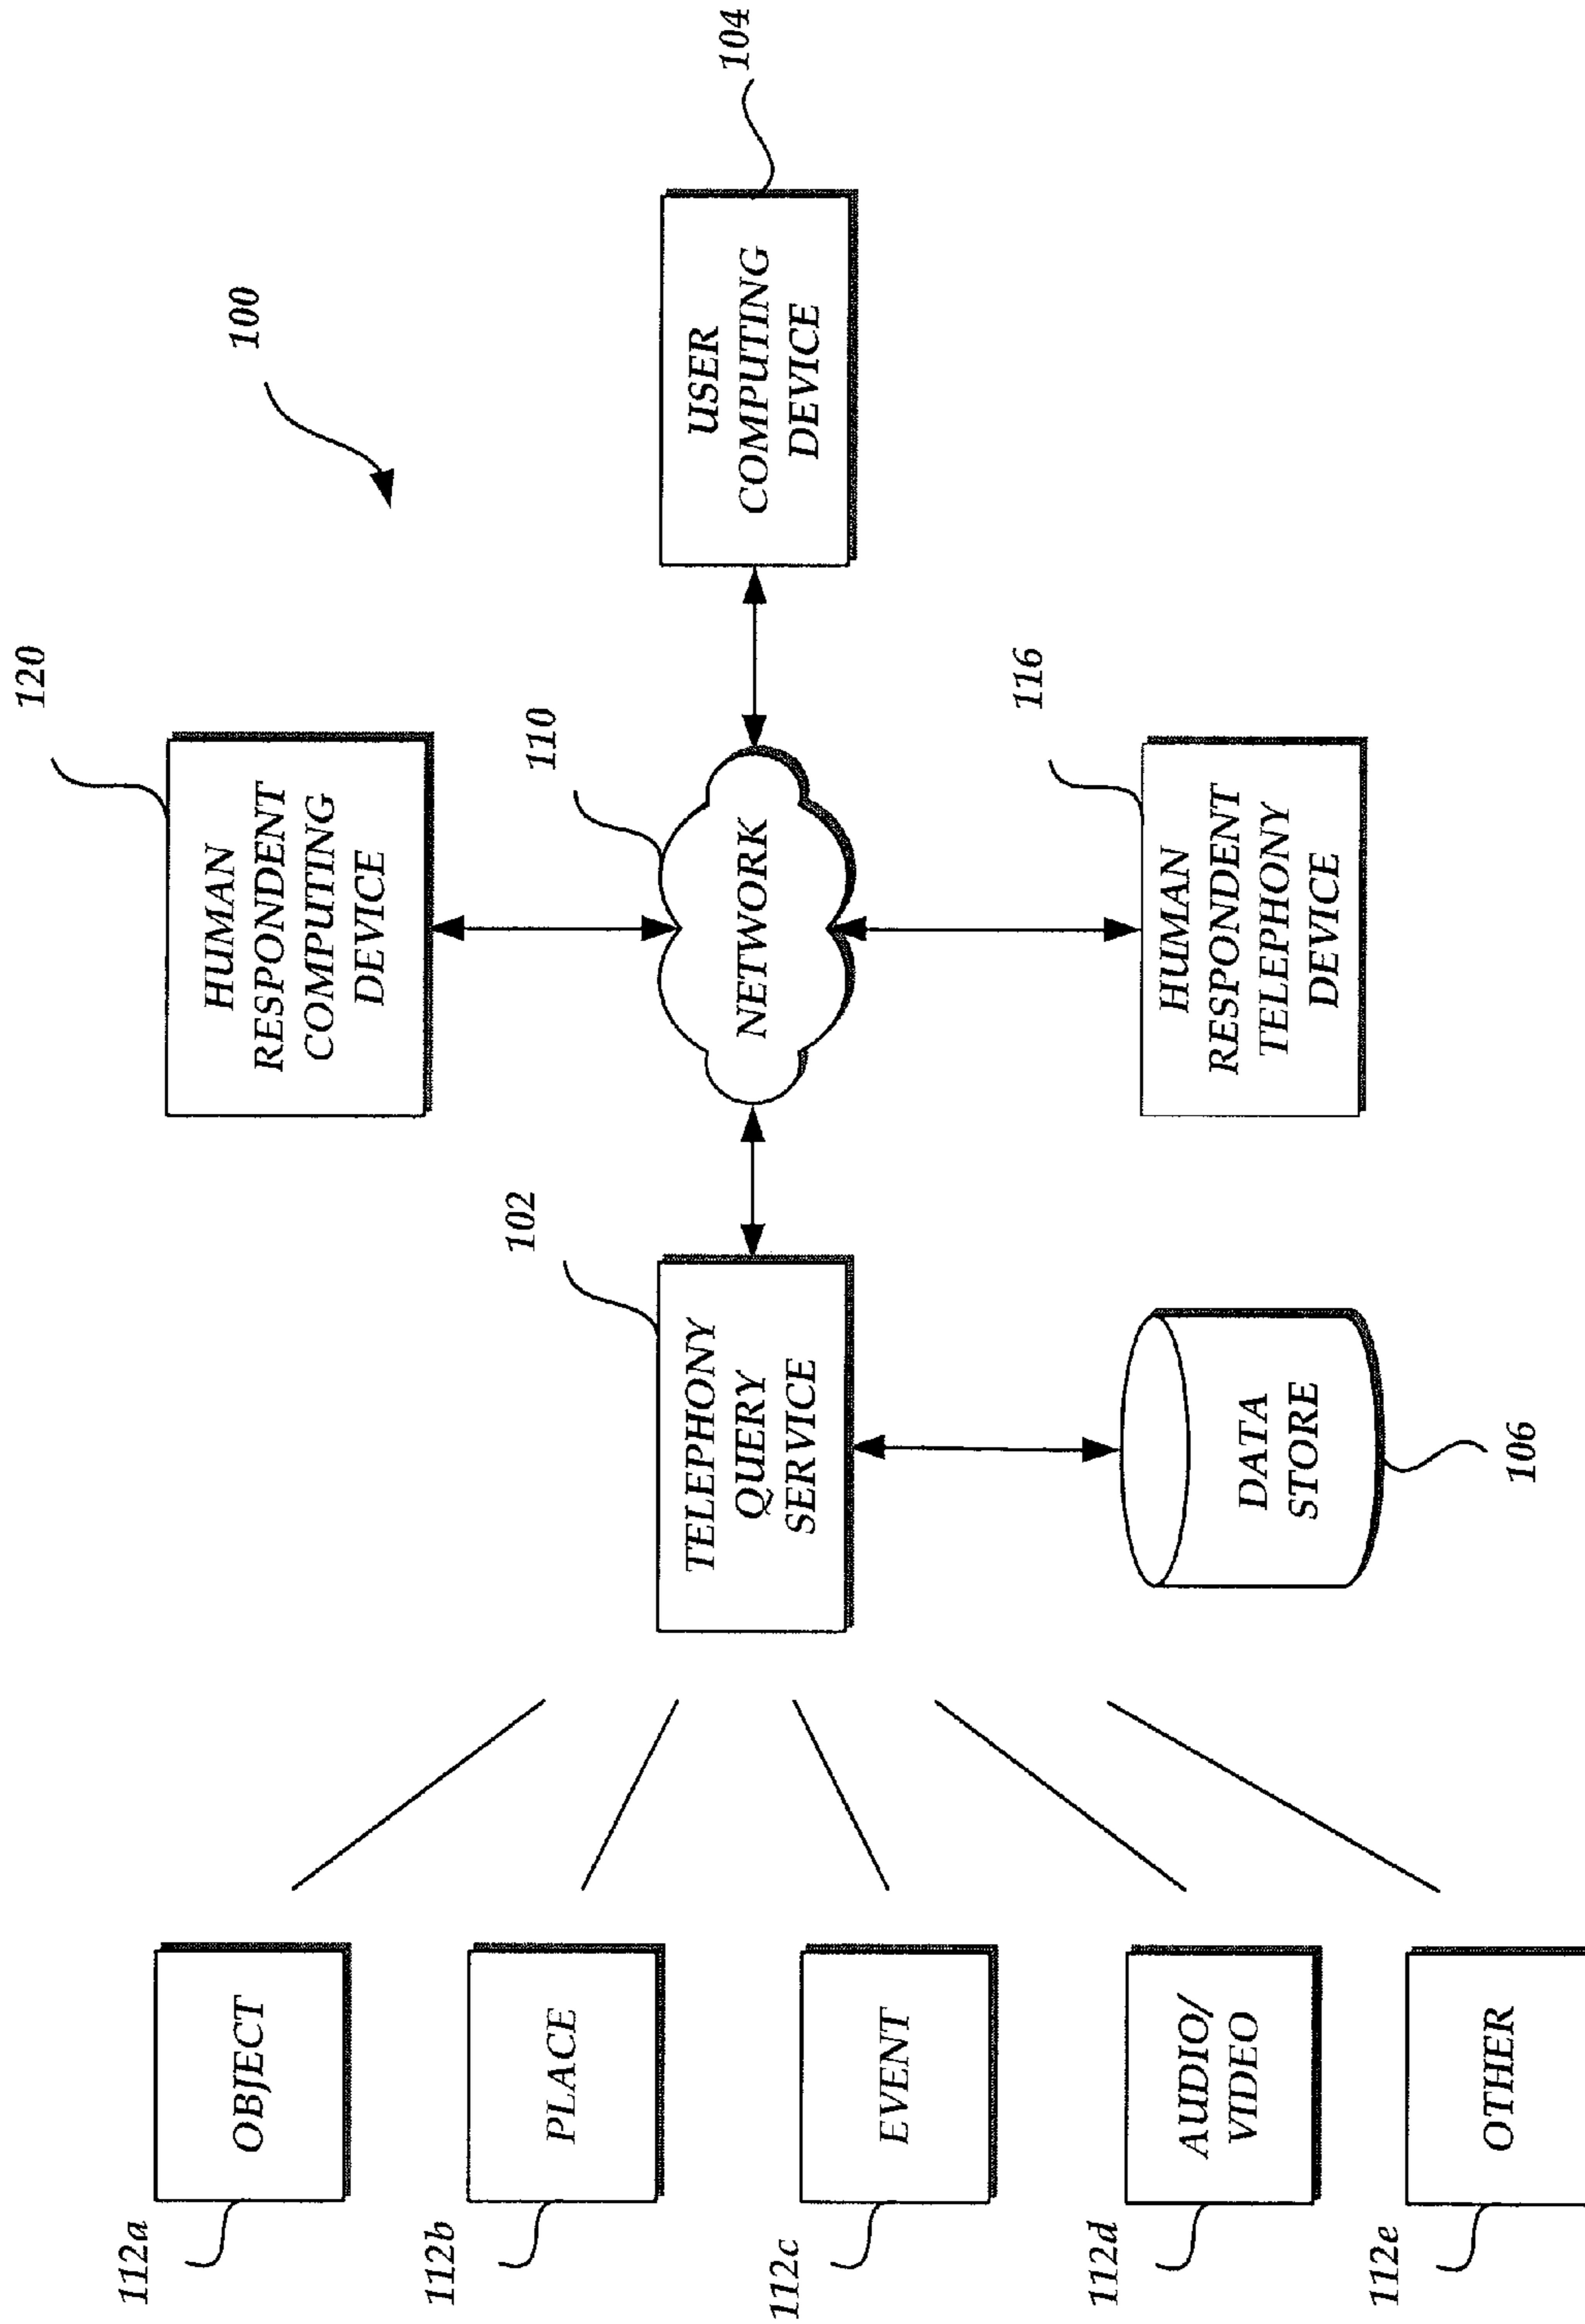 120
112a
OBJECT
HUMAN
RESPONDENT
COMPUTING
DEVICE
100
112b
PLACE
102
110
TELEPHONY
QUERY
SERVICE
NETWORK
USER
COMPUTING
DEVICE
104
112c
EVENT
116
112d
AUDIO/
VIDEO
DATA
STORE
HUMAN
RESPONDENT
TELEPHONY
DEVICE
112e
OTHER
106